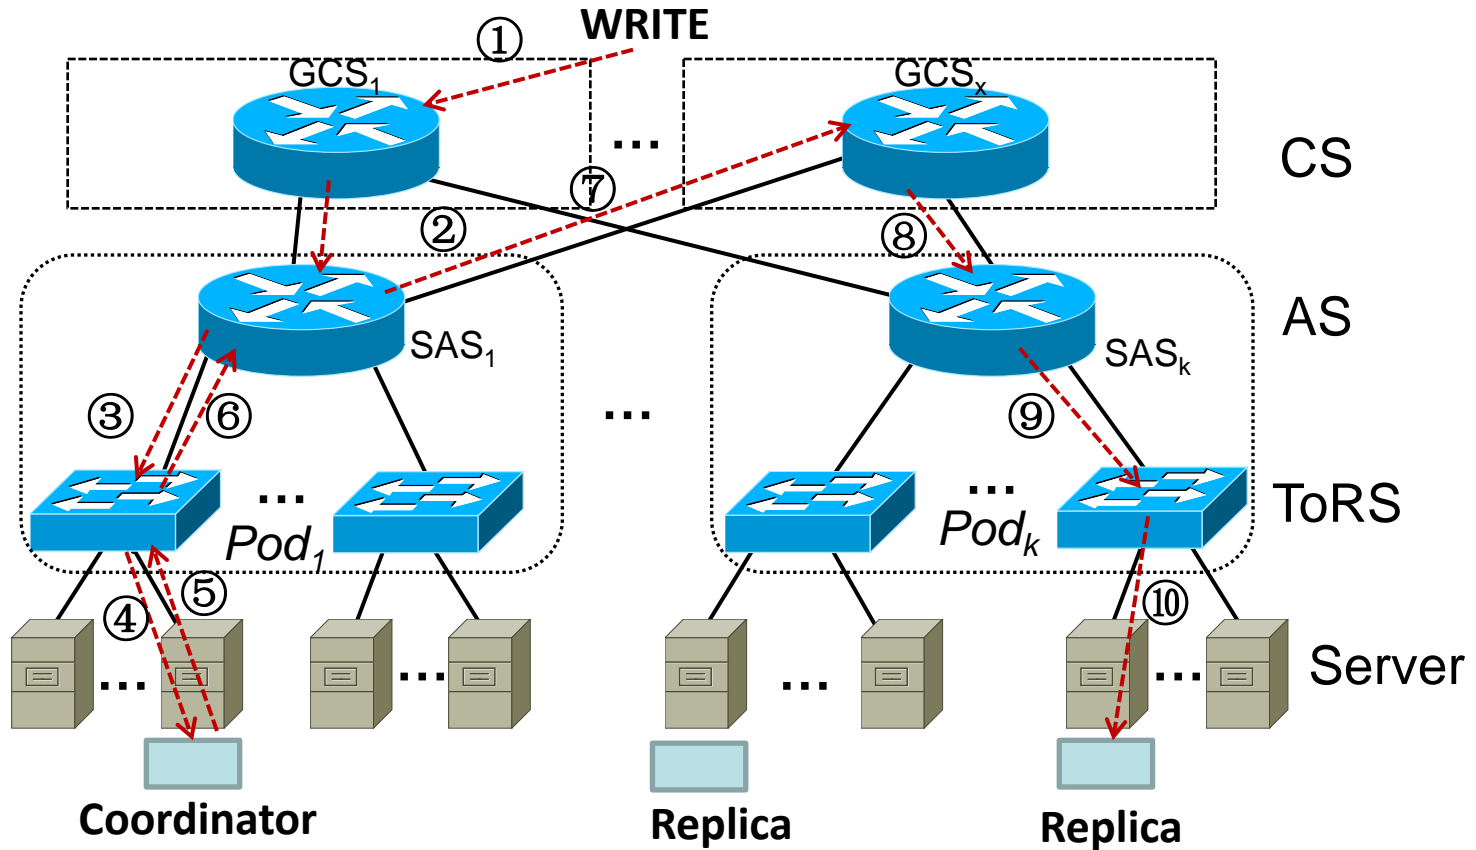 WRITE
①
GCS₁
GCSₓ
...
CS
⑦
②
⑧
SAS₁
AS
SASₖ
...
③
⑥
⑨
...
...
ToRS
Pod₁
Podₖ
④
⑤
⑩
...
...
...
...
Server
Coordinator
Replica
Replica